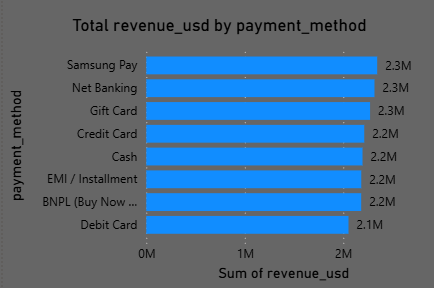 Total revenue_usd by payment_method
payment_method
Samsung Pay 2.3M
Net Banking 2.3M
Gift Card 2.3M
Credit Card 2.2M
Cash 2.2M
EMI / Installment 2.2M
BNPL (Buy Now ... 2.2M
Debit Card 2.1M
0M 1M 2M
Sum of revenue_usd